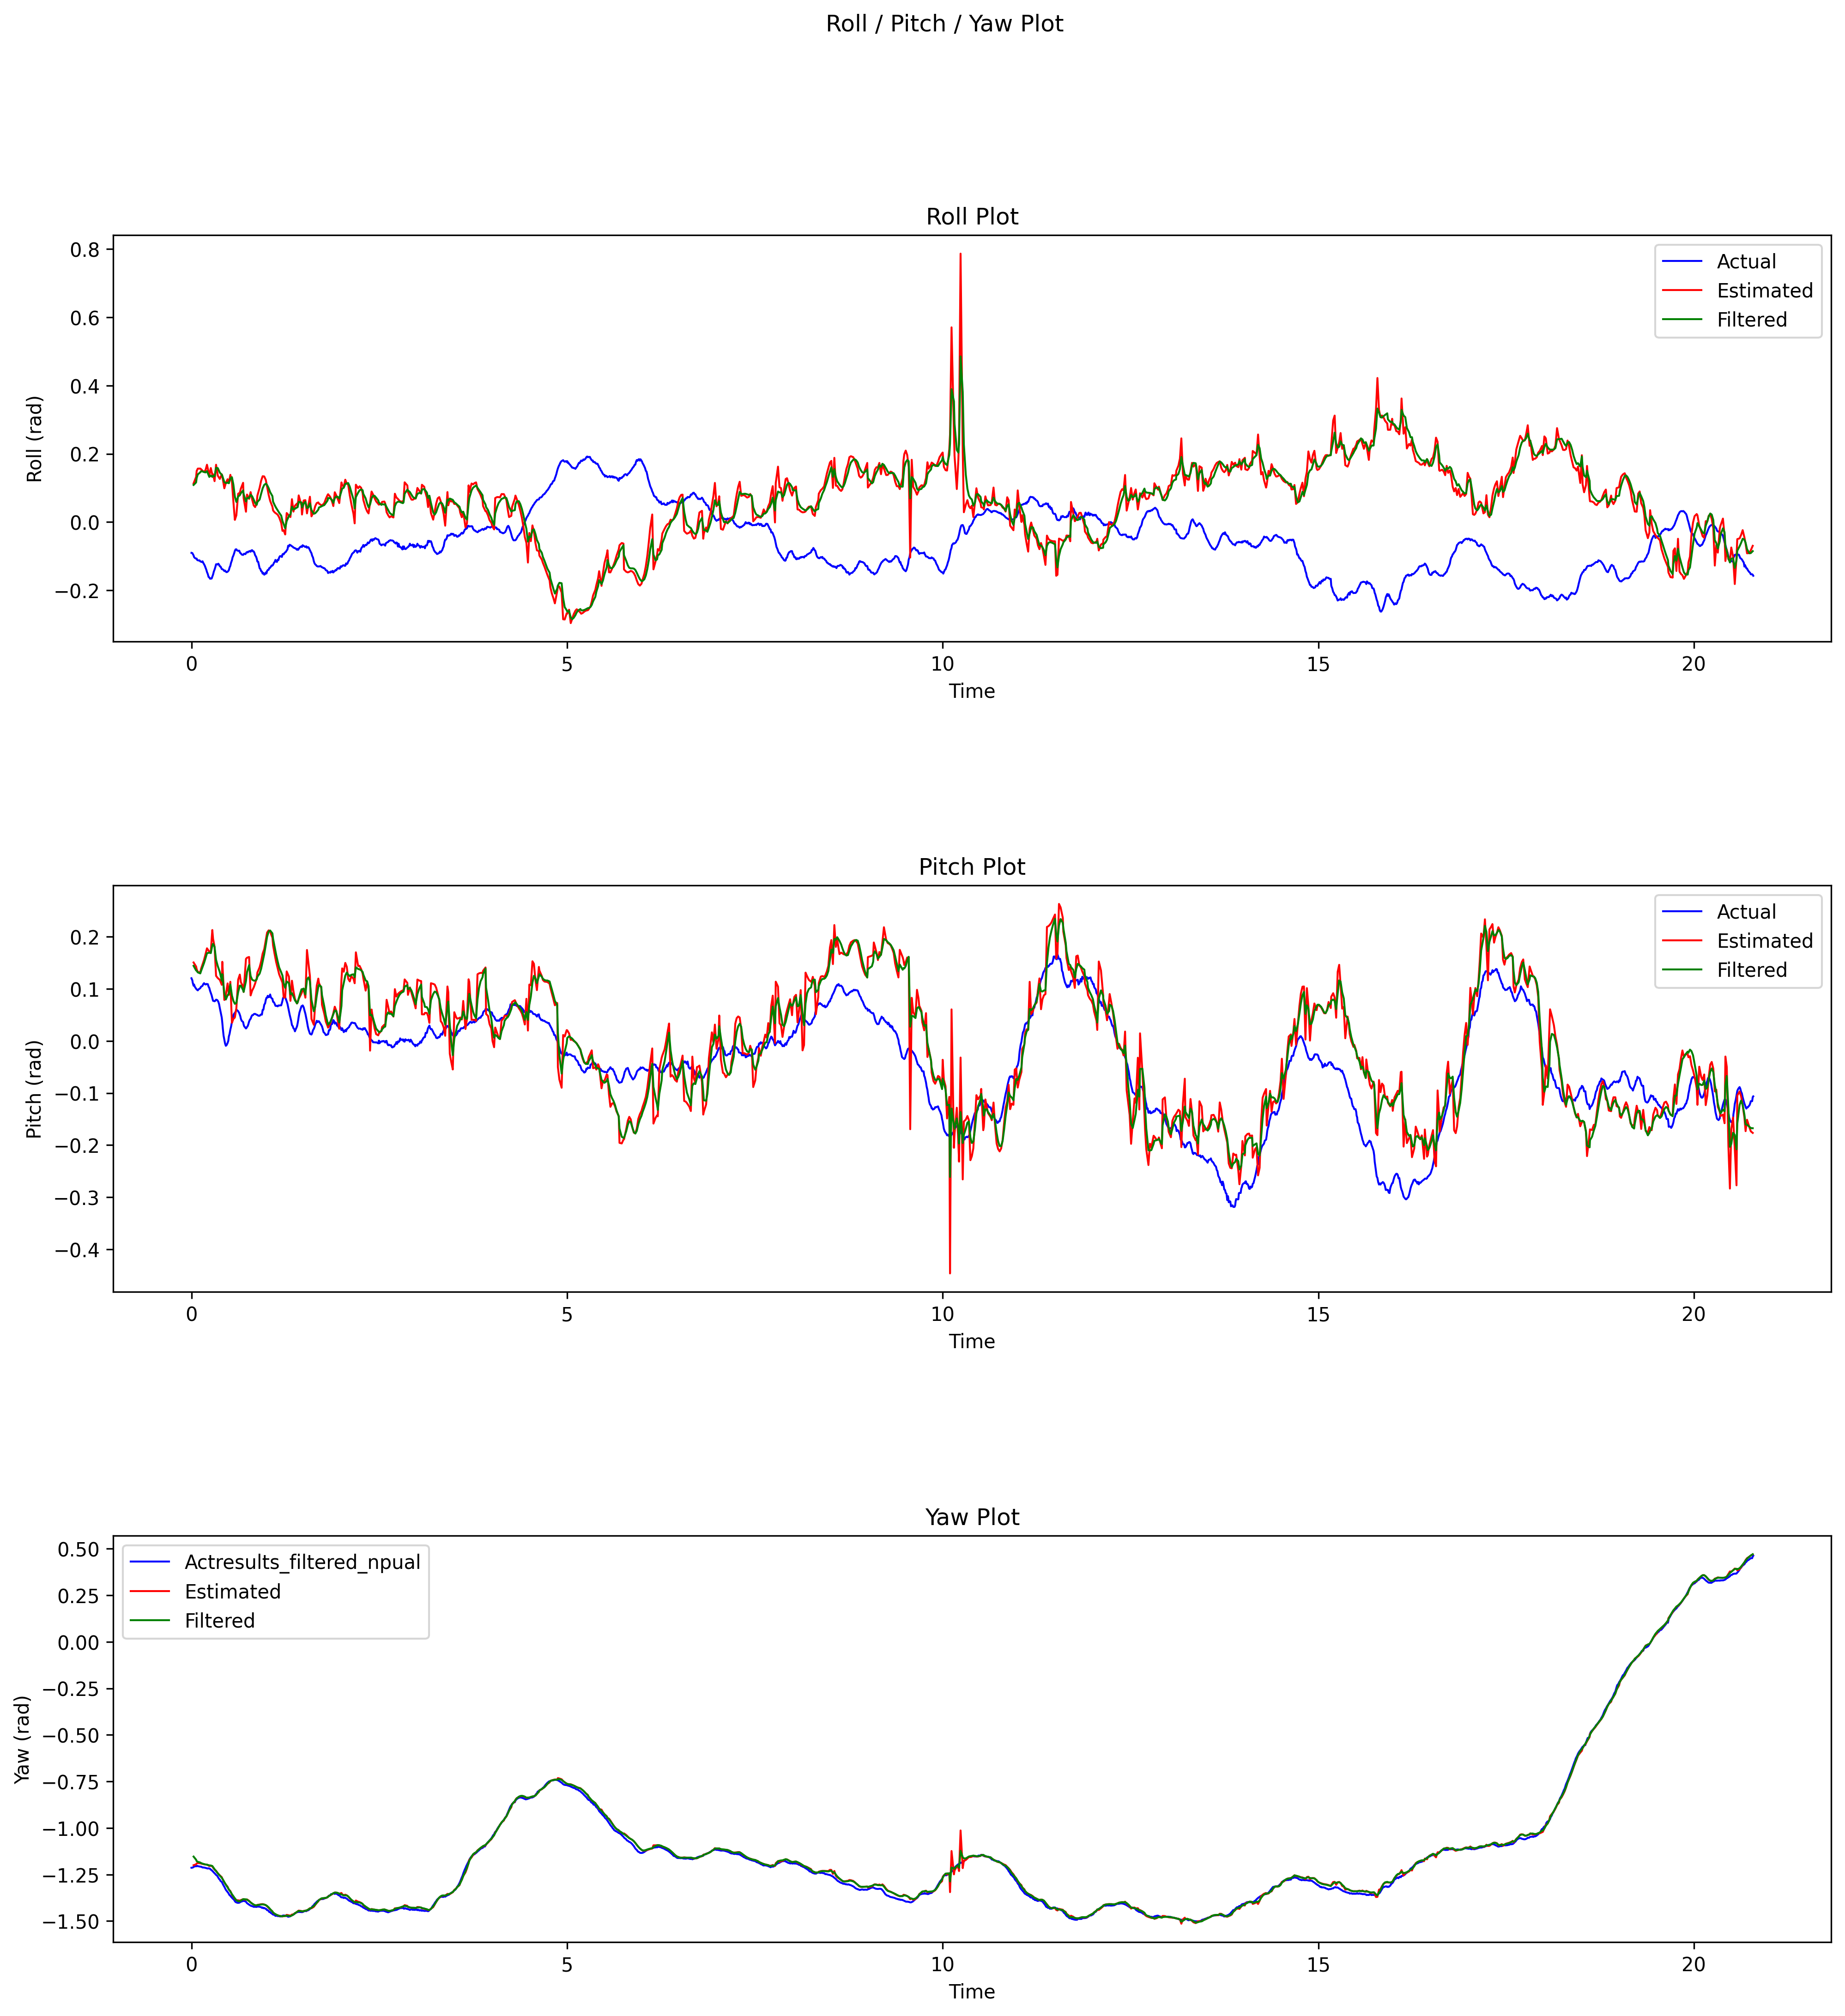 Roll / Pitch / Yaw Plot
Roll Plot
0.8
0.6
0.4
0.2
0.0
−0.2
Roll (rad)
Actual
Estimated
Filtered
0 5 10 15 20
Time
Pitch Plot
0.2
0.1
0.0
−0.1
−0.2
−0.3
−0.4
Pitch (rad)
Actual
Estimated
Filtered
0 5 10 15 20
Time
Yaw Plot
0.50
0.25
0.00
−0.25
−0.50
−0.75
−1.00
−1.25
−1.50
Yaw (rad)
Actresults_filtered_npual
Estimated
Filtered
0 5 10 15 20
Time